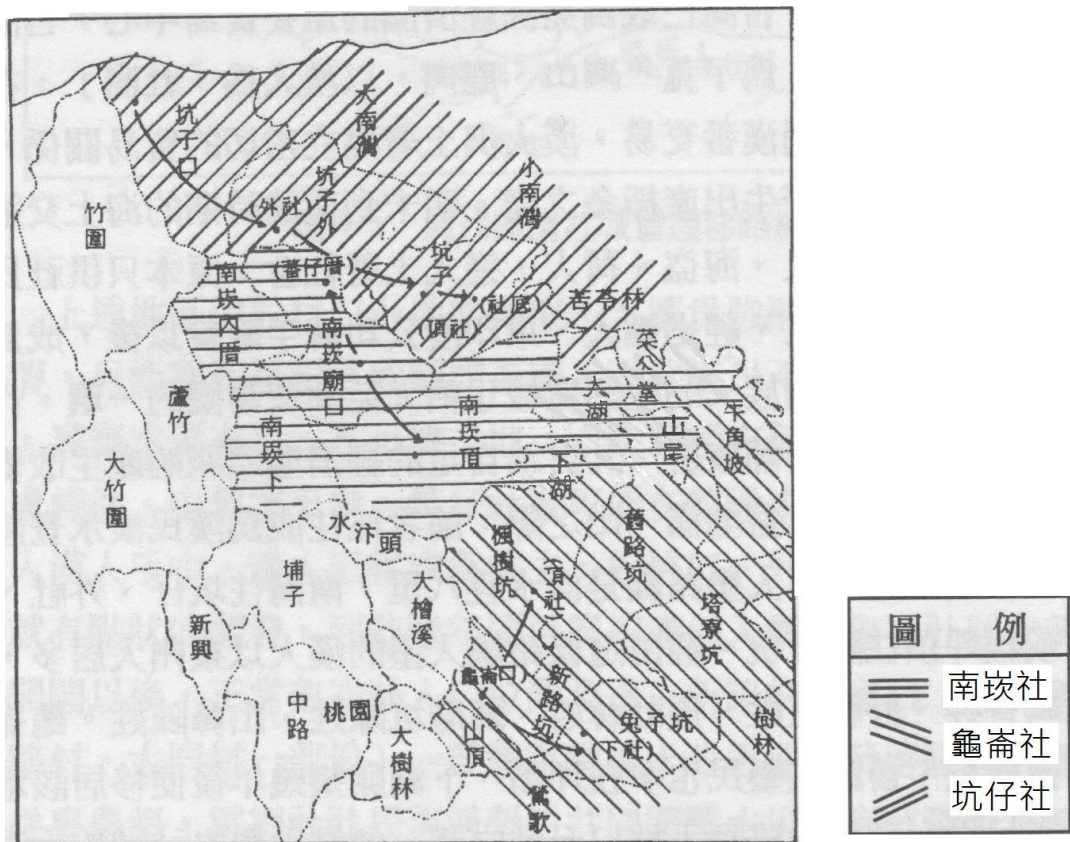 坑子口
大南灣
小南灣
竹圍
(外社)
坑子外
坑子
(蕃仔厝)
(社底)
(頂社)
苦苓林
南崁內厝
南崁廟口
菜公堂
大湖
蘆竹
南崁下
南崁頂
山尾
牛角坡
下湖
大竹圍
水汴頭
楓樹坑
舊路坑
(頂社)
埔子
大檜溪
塔寮坑
新興
(龜崙口)
新路坑
兔子坑
(下社)
樹林
中路
桃園
大樹林
山頂
鶯歌
圖 例
南崁社
龜崙社
坑仔社